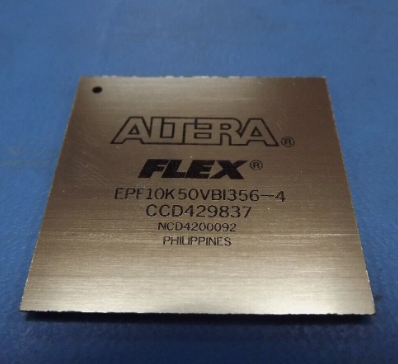 ALTERA®
FLEX®
EPF10K50VBI356-4
CCD429837
NCD4200092
PHILIPPINES